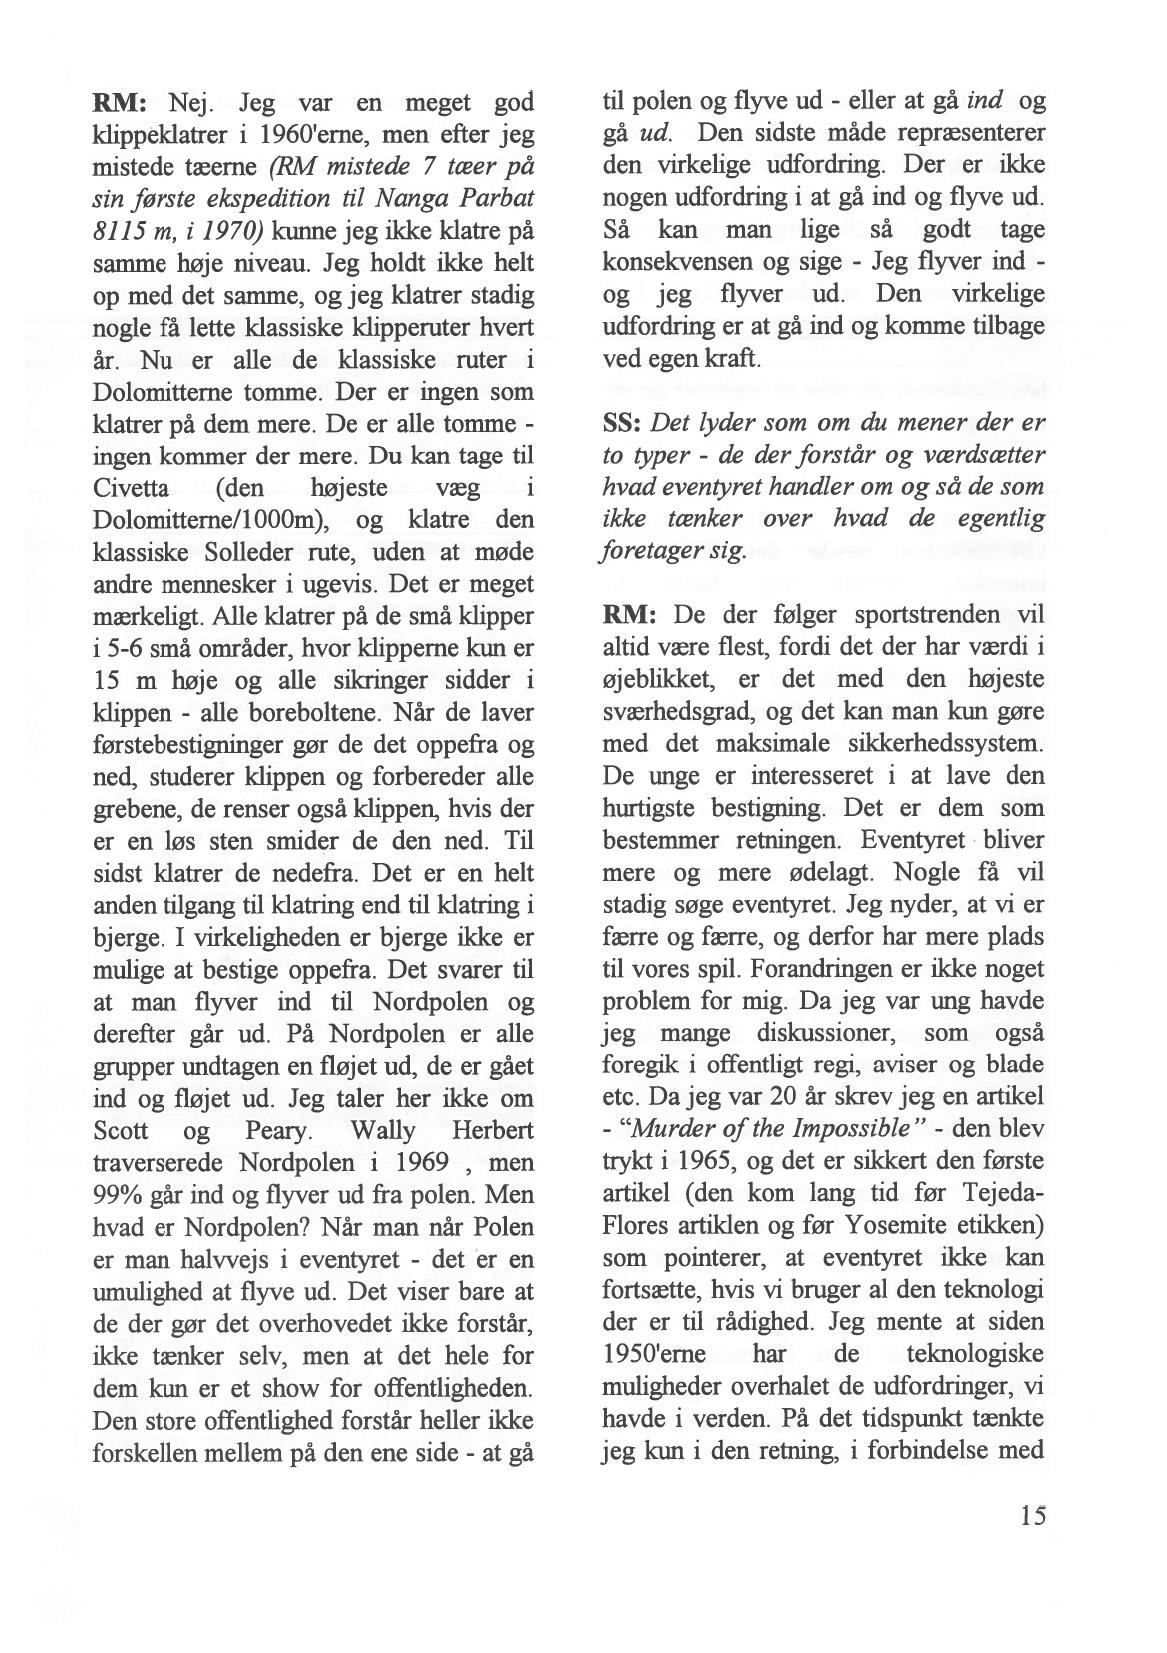 RM: Nej. Jeg var en meget god
klippeklatrer i 1960'erne, men efter jeg
mistede tæerne (RM mistede 7 tæer på
sin første ekspedition til Nanga Parbat
8115 m, i 1970) kunne jeg ikke klatre på
samme høje niveau. Jeg holdt ikke helt
op med det samme, og jeg klatrer stadig
nogle få lette klassiske klipperuter hvert
år. Nu er alle de klassiske ruter i
Dolomitterne tomme. Der er ingen som
klatrer på dem mere. De er alle tomme -
ingen kommer der mere. Du kan tage til
Civetta (den højeste væg i
Dolomitterne/1000m), og klatre den
klassiske Solleder rute, uden at møde
andre mennesker i ugevis. Det er meget
mærkeligt. Alle klatrer på de små klipper
i 5-6 små områder, hvor klipperne kun er
15 m høje og alle sikringer sidder i
klippen - alle boreboltene. Når de laver
førstebestigninger gør de det oppefra og
ned, studerer klippen og forbereder alle
grebene, de renser også klippen, hvis der
er en løs sten smider de den ned. Til
sidst klatrer de nedefra. Det er en helt
anden tilgang til klatring end til klatring i
bjerge. I virkeligheden er bjerge ikke er
mulige at bestige oppefra. Det svarer til
at man flyver ind til Nordpolen og
derefter går ud. På Nordpolen er alle
grupper undtagen en fløjet ud, de er gået
ind og fløjet ud. Jeg taler her ikke om
Scott og Peary. Wally Herbert
traverserede Nordpolen i 1969 , men
99% går ind og flyver ud fra polen. Men
hvad er Nordpolen? Når man når Polen
er man halvvejs i eventyret - det er en
umulighed at flyve ud. Det viser bare at
de der gør det overhovedet ikke forstår,
ikke tænker selv, men at det hele for
dem kun er et show for offentligheden.
Den store offentlighed forstår heller ikke
forskellen mellem på den ene side - at gå
til polen og flyve ud - eller at gå ind og
gå ud. Den sidste måde repræsenterer
den virkelige udfordring. Der er ikke
nogen udfordring i at gå ind og flyve ud.
Så kan man lige så godt tage
konsekvensen og sige - Jeg flyver ind -
og jeg flyver ud. Den virkelige
udfordring er at gå ind og komme tilbage
ved egen kraft.
SS: Det lyder som om du mener der er
to typer - de der forstår og værdsætter
hvad eventyret handler om og så de som
ikke tænker over hvad de egentlig
foretager sig.
RM: De der følger sportstrenden vil
altid være flest, fordi det der har værdi i
øjeblikket, er det med den højeste
sværhedsgrad, og det kan man kun gøre
med det maksimale sikkerhedssystem.
De unge er interesseret i at lave den
hurtigste bestigning. Det er dem som
bestemmer retningen. Eventyret bliver
mere og mere ødelagt. Nogle få vil
stadig søge eventyret. Jeg nyder, at vi er
færre og færre, og derfor har mere plads
til vores spil. Forandringen er ikke noget
problem for mig. Da jeg var ung havde
jeg mange diskussioner, som også
foregik i offentligt regi, aviser og blade
etc. Da jeg var 20 år skrev jeg en artikel
- “Murder of the Impossible” - den blev
trykt i 1965, og det er sikkert den første
artikel (den kom lang tid før Tejeda-
Flores artiklen og før Yosemite etikken)
som pointerer, at eventyret ikke kan
fortsætte, hvis vi bruger al den teknologi
der er til rådighed. Jeg mente at siden
1950'erne har de teknologiske
muligheder overhalet de udfordringer, vi
havde i verden. På det tidspunkt tænkte
jeg kun i den retning, i forbindelse med
15